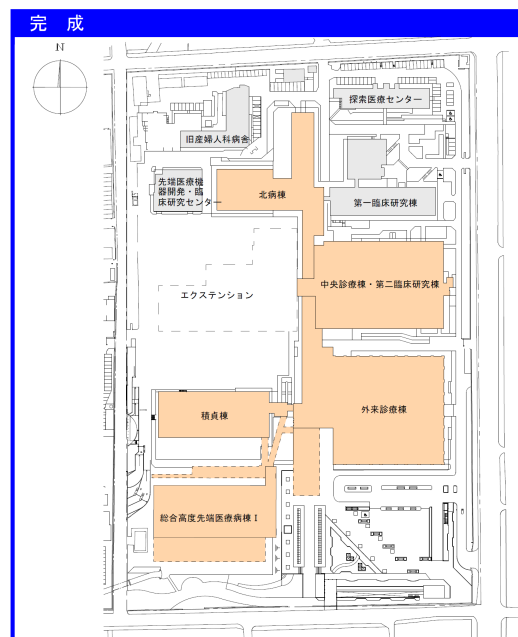 完 成
N
探索医療センター
旧産婦人科病舎
先端医療機
器開発・臨
床研究センター
北病棟
第一臨床研究棟
中央診療棟・第二臨床研究棟
エクステンション
積貞棟
外来診療棟
総合高度先端医療病棟Ⅰ